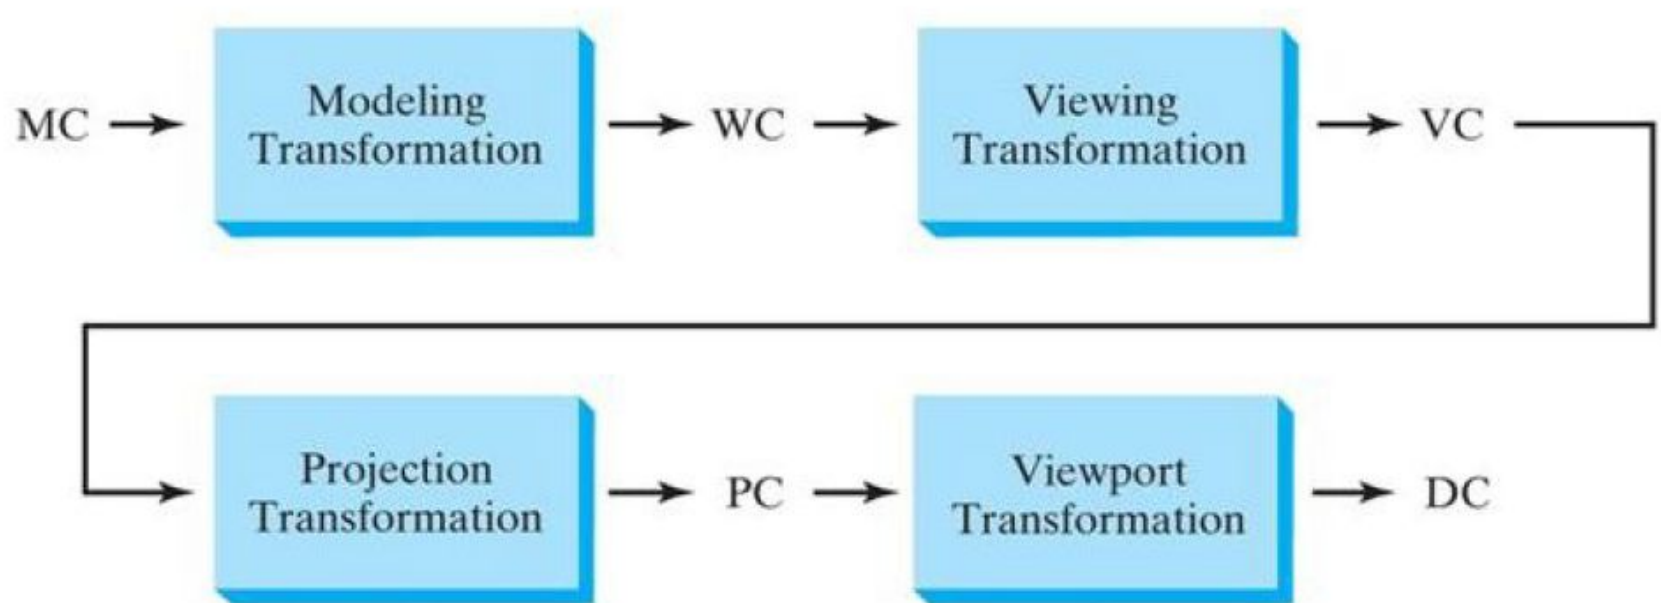 MC
Modeling
Transformation
WC
Viewing
Transformation
VC
Projection
Transformation
PC
Viewport
Transformation
DC